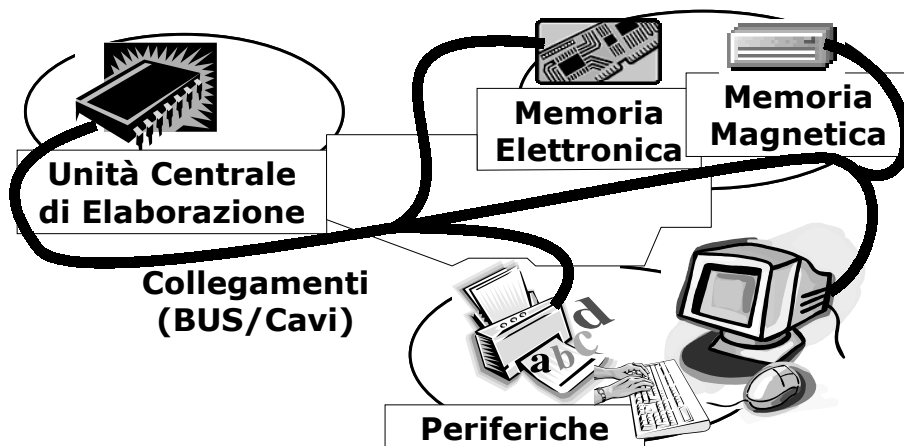 Memoria
Elettronica
Memoria
Magnetica
Unità Centrale
di Elaborazione
Collegamenti
(BUS/Cavi)
a b c d
Periferiche